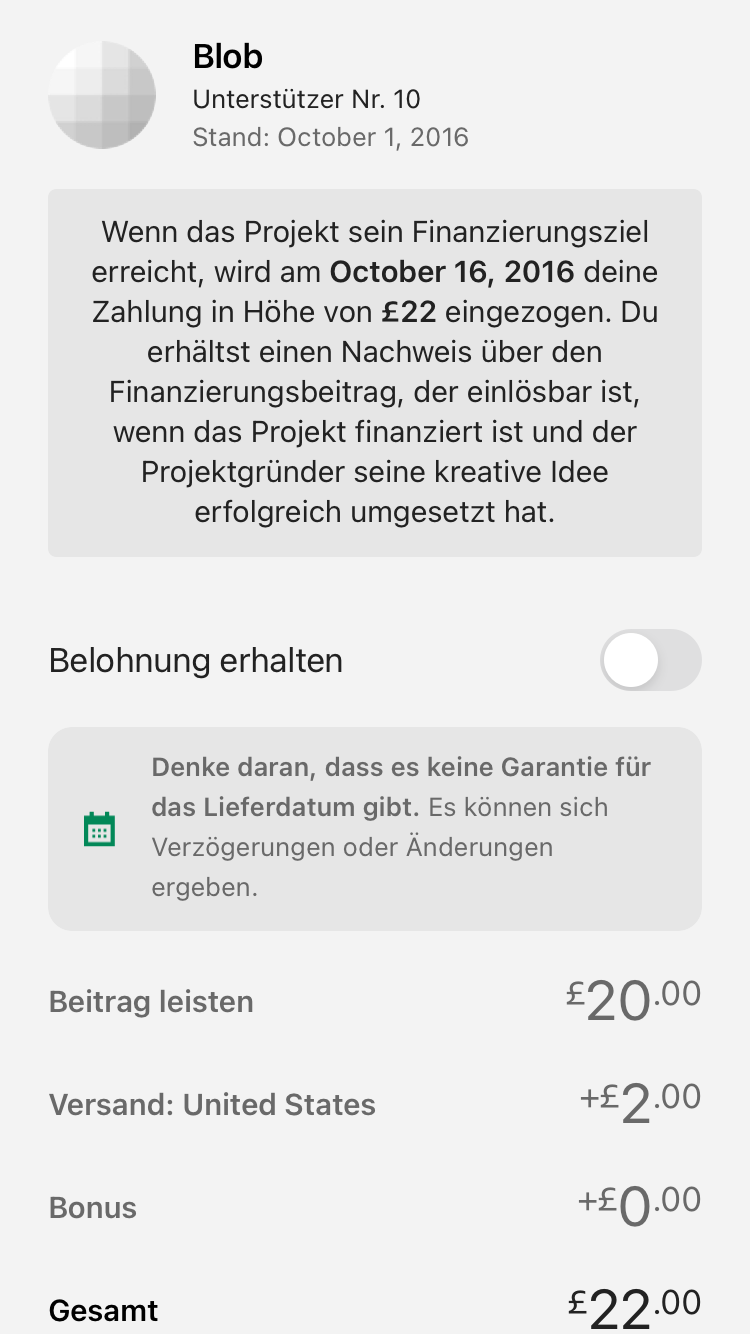 Blob
Unterstützer Nr. 10
Stand: October 1, 2016
Wenn das Projekt sein Finanzierungsziel
erreicht, wird am October 16, 2016 deine
Zahlung in Höhe von £22 eingezogen. Du
erhältst einen Nachweis über den
Finanzierungsbeitrag, der einlösbar ist,
wenn das Projekt finanziert ist und der
Projektgründer seine kreative Idee
erfolgreich umgesetzt hat.
Belohnung erhalten
Denke daran, dass es keine Garantie für
das Lieferdatum gibt. Es können sich
Verzögerungen oder Änderungen
ergeben.
Beitrag leisten £20.00
Versand: United States +£2.00
Bonus +£0.00
Gesamt £22.00